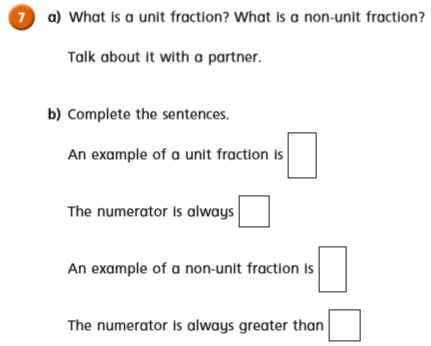 7 a) What is a unit fraction? What is a non-unit fraction?
Talk about it with a partner.
b) Complete the sentences.
An example of a unit fraction is
The numerator is always
An example of a non-unit fraction is
The numerator is always greater than